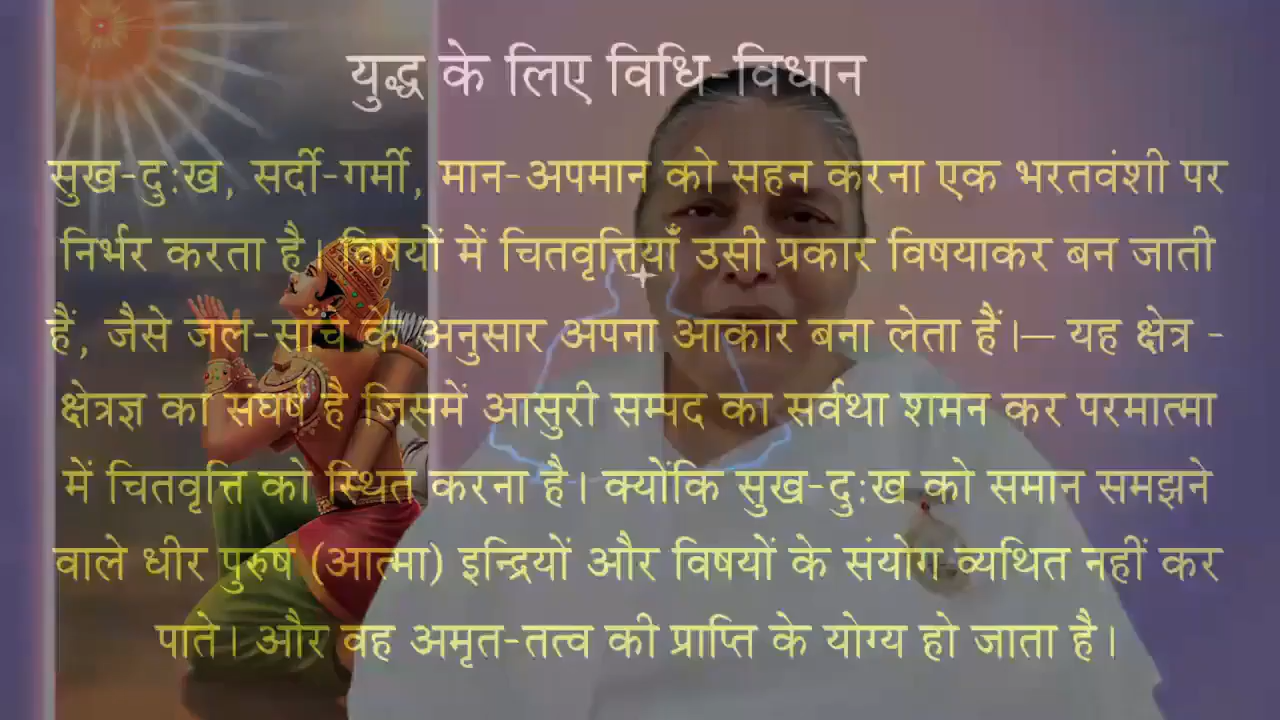 युद्ध के लिए विधि-विधान
सुख-दुःख, सर्दी-गर्मी, मान-अपमान को सहन करना एक भरतवंशी पर
निर्भर करता है। विषयों में चितवृत्तियाँ उसी प्रकार विषयाकर बन जाती
हैं, जैसे जल-सांचे के अनुसार अपना आकार बना लेता हैं।— यह क्षेत्र -
क्षेत्रज्ञ का संघर्ष है जिसमें आसुरी सम्पद का सर्वथा शमन कर परमात्मा
में चितवृत्ति को स्थित करना है। क्योंकि सुख-दुःख को समान समझने
वाले धीर पुरुष (आत्मा) इन्द्रियों और विषयों के संयोग-व्यथित नहीं कर
पाते। और वह अमृत-तत्व की प्राप्ति के योग्य हो जाता है।